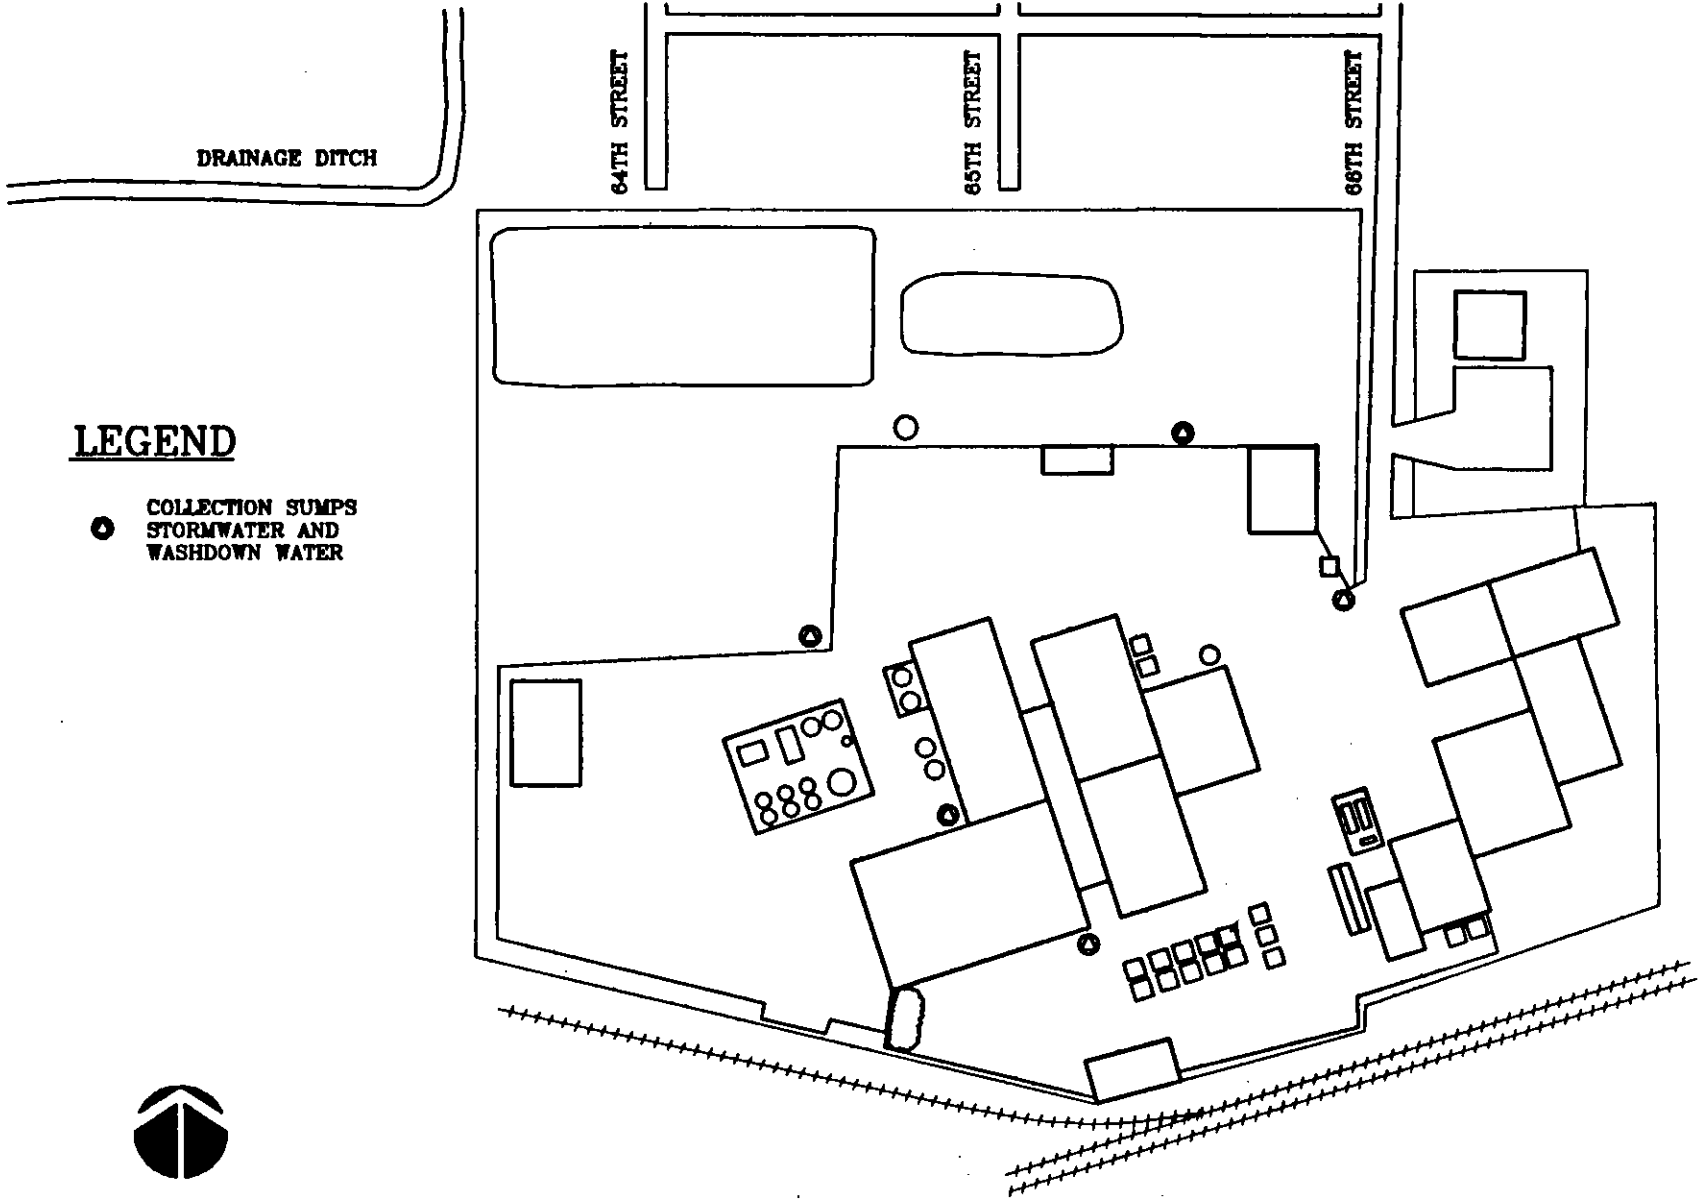 64TH STREET
65TH STREET
66TH STREET
DRAINAGE DITCH
LEGEND
COLLECTION SUMPS
STORMWATER AND
WASHDOWN WATER